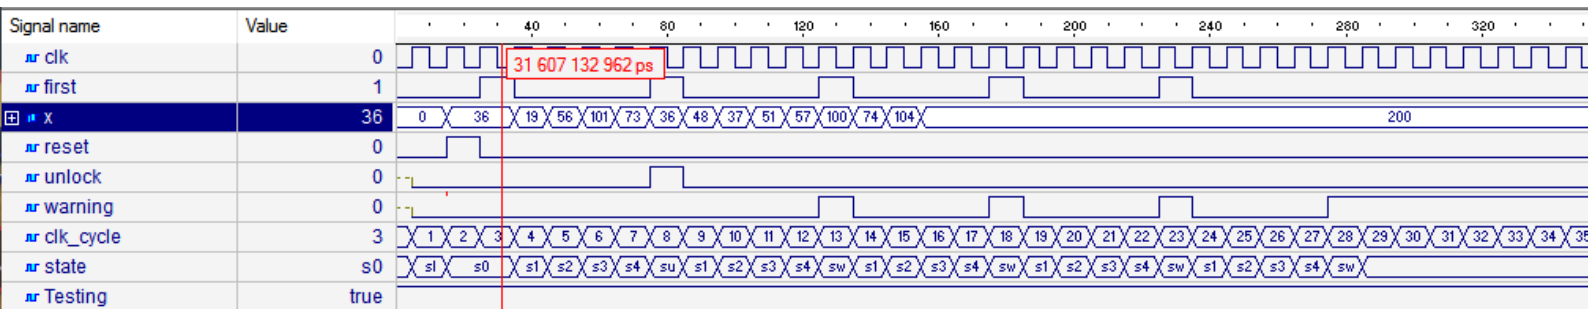 Signal name Value 40 80 120 160 200 240 280 320
clk 0
31 607 132 962 ps
first 1
x 36 0 36 19 56 101 73 36 48 37 51 57 100 74 104 200
reset 0
unlock 0
warning 0
clk_cycle 3 1 2 3 4 5 6 7 8 9 10 11 12 13 14 15 16 17 18 19 20 21 22 23 24 25 26 27 28 29 30 31 32 33 34 35
state s0 sl s0 s1 s2 s3 s4 su s1 s2 s3 s4 sw s1 s2 s3 s4 sw s1 s2 s3 s4 sw s1 s2 s3 s4 sw
Testing true